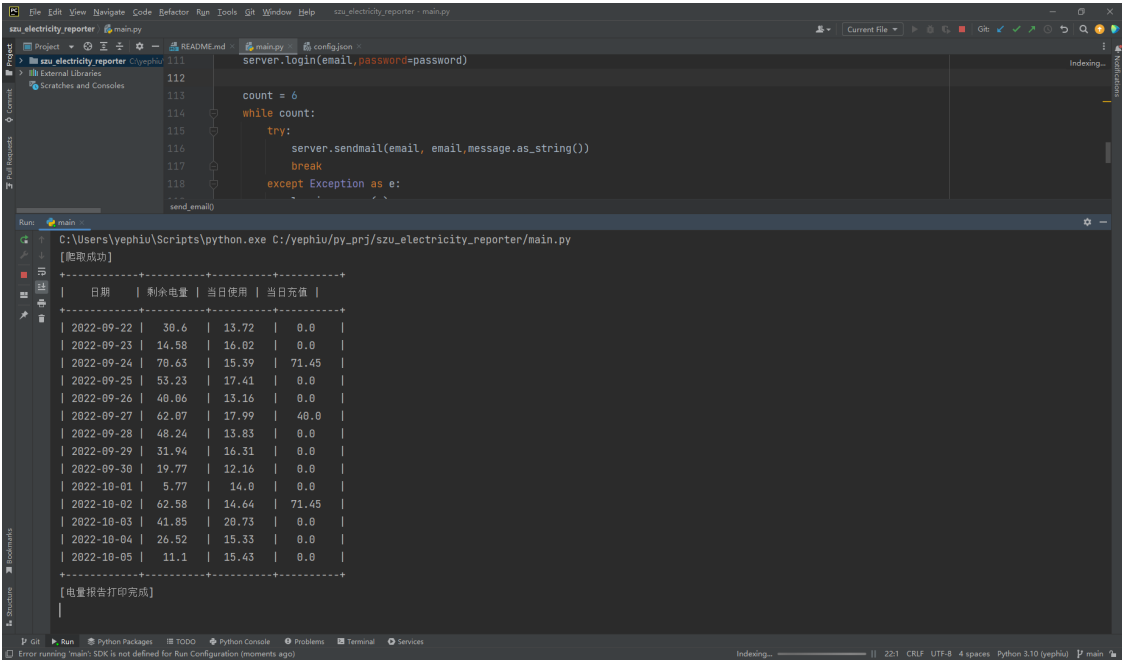 PC File Edit View Navigate Code Refactor Run Tools Git Window Help szu_electricity_reporter - main.py
szu_electricity_reporter main.py Current File Git:
Project README.md main.py config.json
szu_electricity_reporter C:\yephiu\
External Libraries
Scratches and Consoles
Indexing...
111 server.login(email,password=password)
112
113 count = 6
114 while count:
115 try:
116 server.sendmail(email, email,message.as_string())
117 break
118 except Exception as e:
send_email()
Project
Commit
Pull Requests
Bookmarks
Structure
Notifications
Run: main
C:\Users\yephiu\Scripts\python.exe C:/yephiu/py_prj/szu_electricity_reporter/main.py
[爬取成功]
+------------+----------+----------+----------+
| 日期 | 剩余电量 | 当日使用 | 当日充值 |
+------------+----------+----------+----------+
| 2022-09-22 | 30.6 | 13.72 | 0.0 |
| 2022-09-23 | 14.58 | 16.02 | 0.0 |
| 2022-09-24 | 70.63 | 15.39 | 71.45 |
| 2022-09-25 | 53.23 | 17.41 | 0.0 |
| 2022-09-26 | 40.06 | 13.16 | 0.0 |
| 2022-09-27 | 62.07 | 17.99 | 40.0 |
| 2022-09-28 | 48.24 | 13.83 | 0.0 |
| 2022-09-29 | 31.94 | 16.31 | 0.0 |
| 2022-09-30 | 19.77 | 12.16 | 0.0 |
| 2022-10-01 | 5.77 | 14.0 | 0.0 |
| 2022-10-02 | 62.58 | 14.64 | 71.45 |
| 2022-10-03 | 41.85 | 20.73 | 0.0 |
| 2022-10-04 | 26.52 | 15.33 | 0.0 |
| 2022-10-05 | 11.1 | 15.43 | 0.0 |
+------------+----------+----------+----------+
[电量报告打印完成]
Git Run Python Packages TODO Python Console Problems Terminal Services
Error running 'main': SDK is not defined for Run Configuration (moments ago) Indexing... 22:1 CRLF UTF-8 4 spaces Python 3.10 (yephiu) main